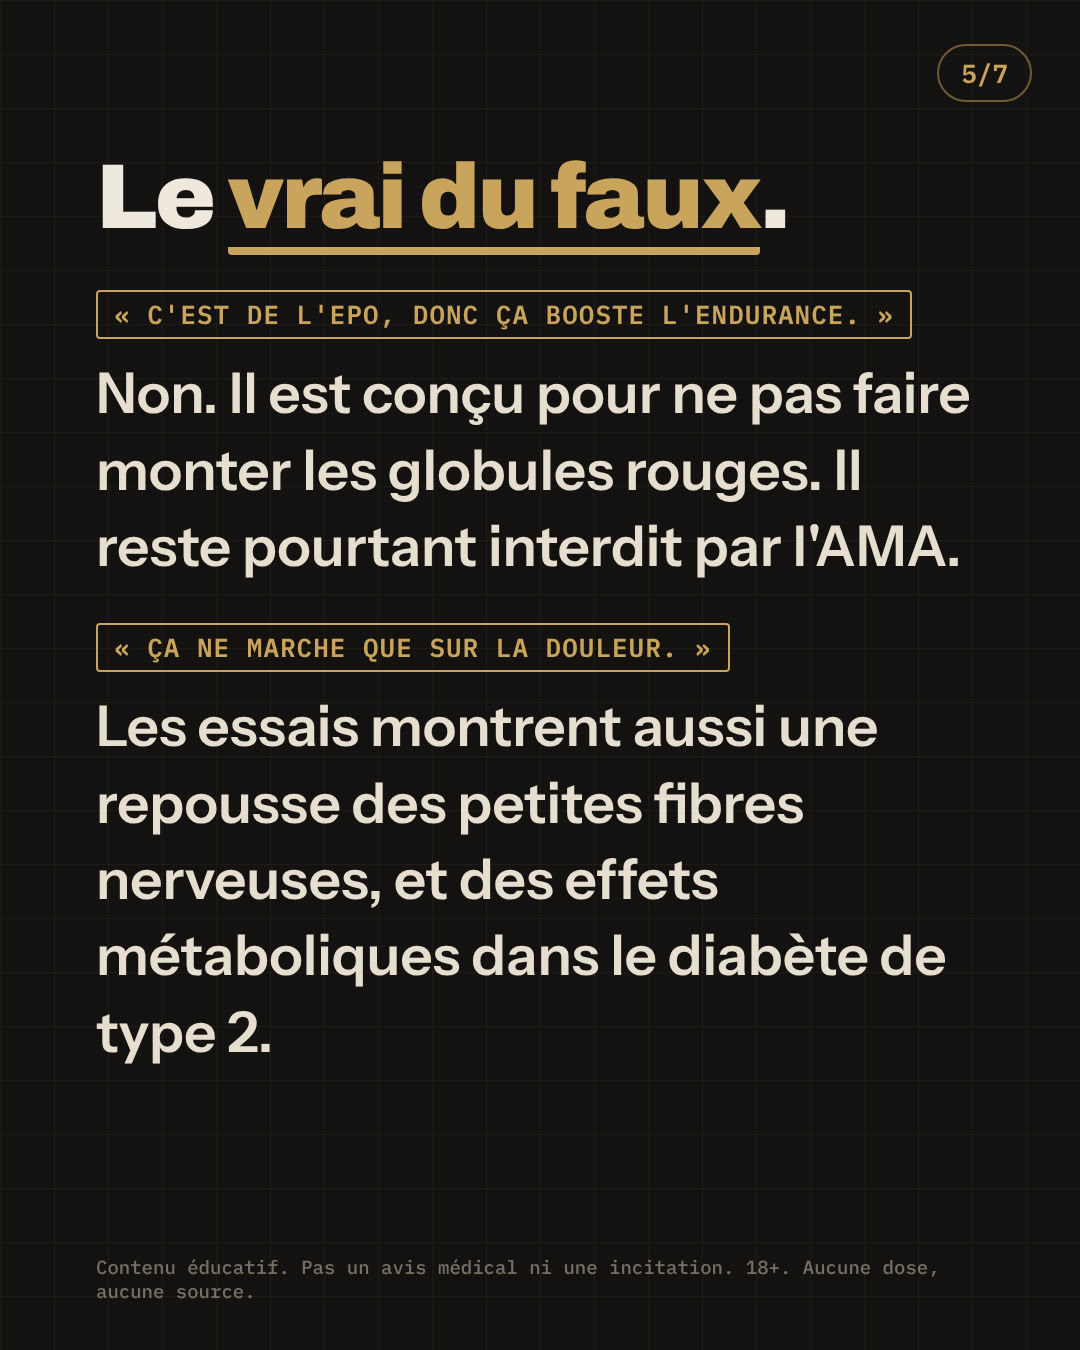 5/7
Le vrai du faux.
« C'EST DE L'EPO, DONC ÇA BOOSTE L'ENDURANCE. »
Non. Il est conçu pour ne pas faire
monter les globules rouges. Il
reste pourtant interdit par l'AMA.
« ÇA NE MARCHE QUE SUR LA DOULEUR. »
Les essais montrent aussi une
repousse des petites fibres
nerveuses, et des effets
métaboliques dans le diabète de
type 2.
Contenu éducatif. Pas un avis médical ni une incitation. 18+. Aucune dose,
aucune source.